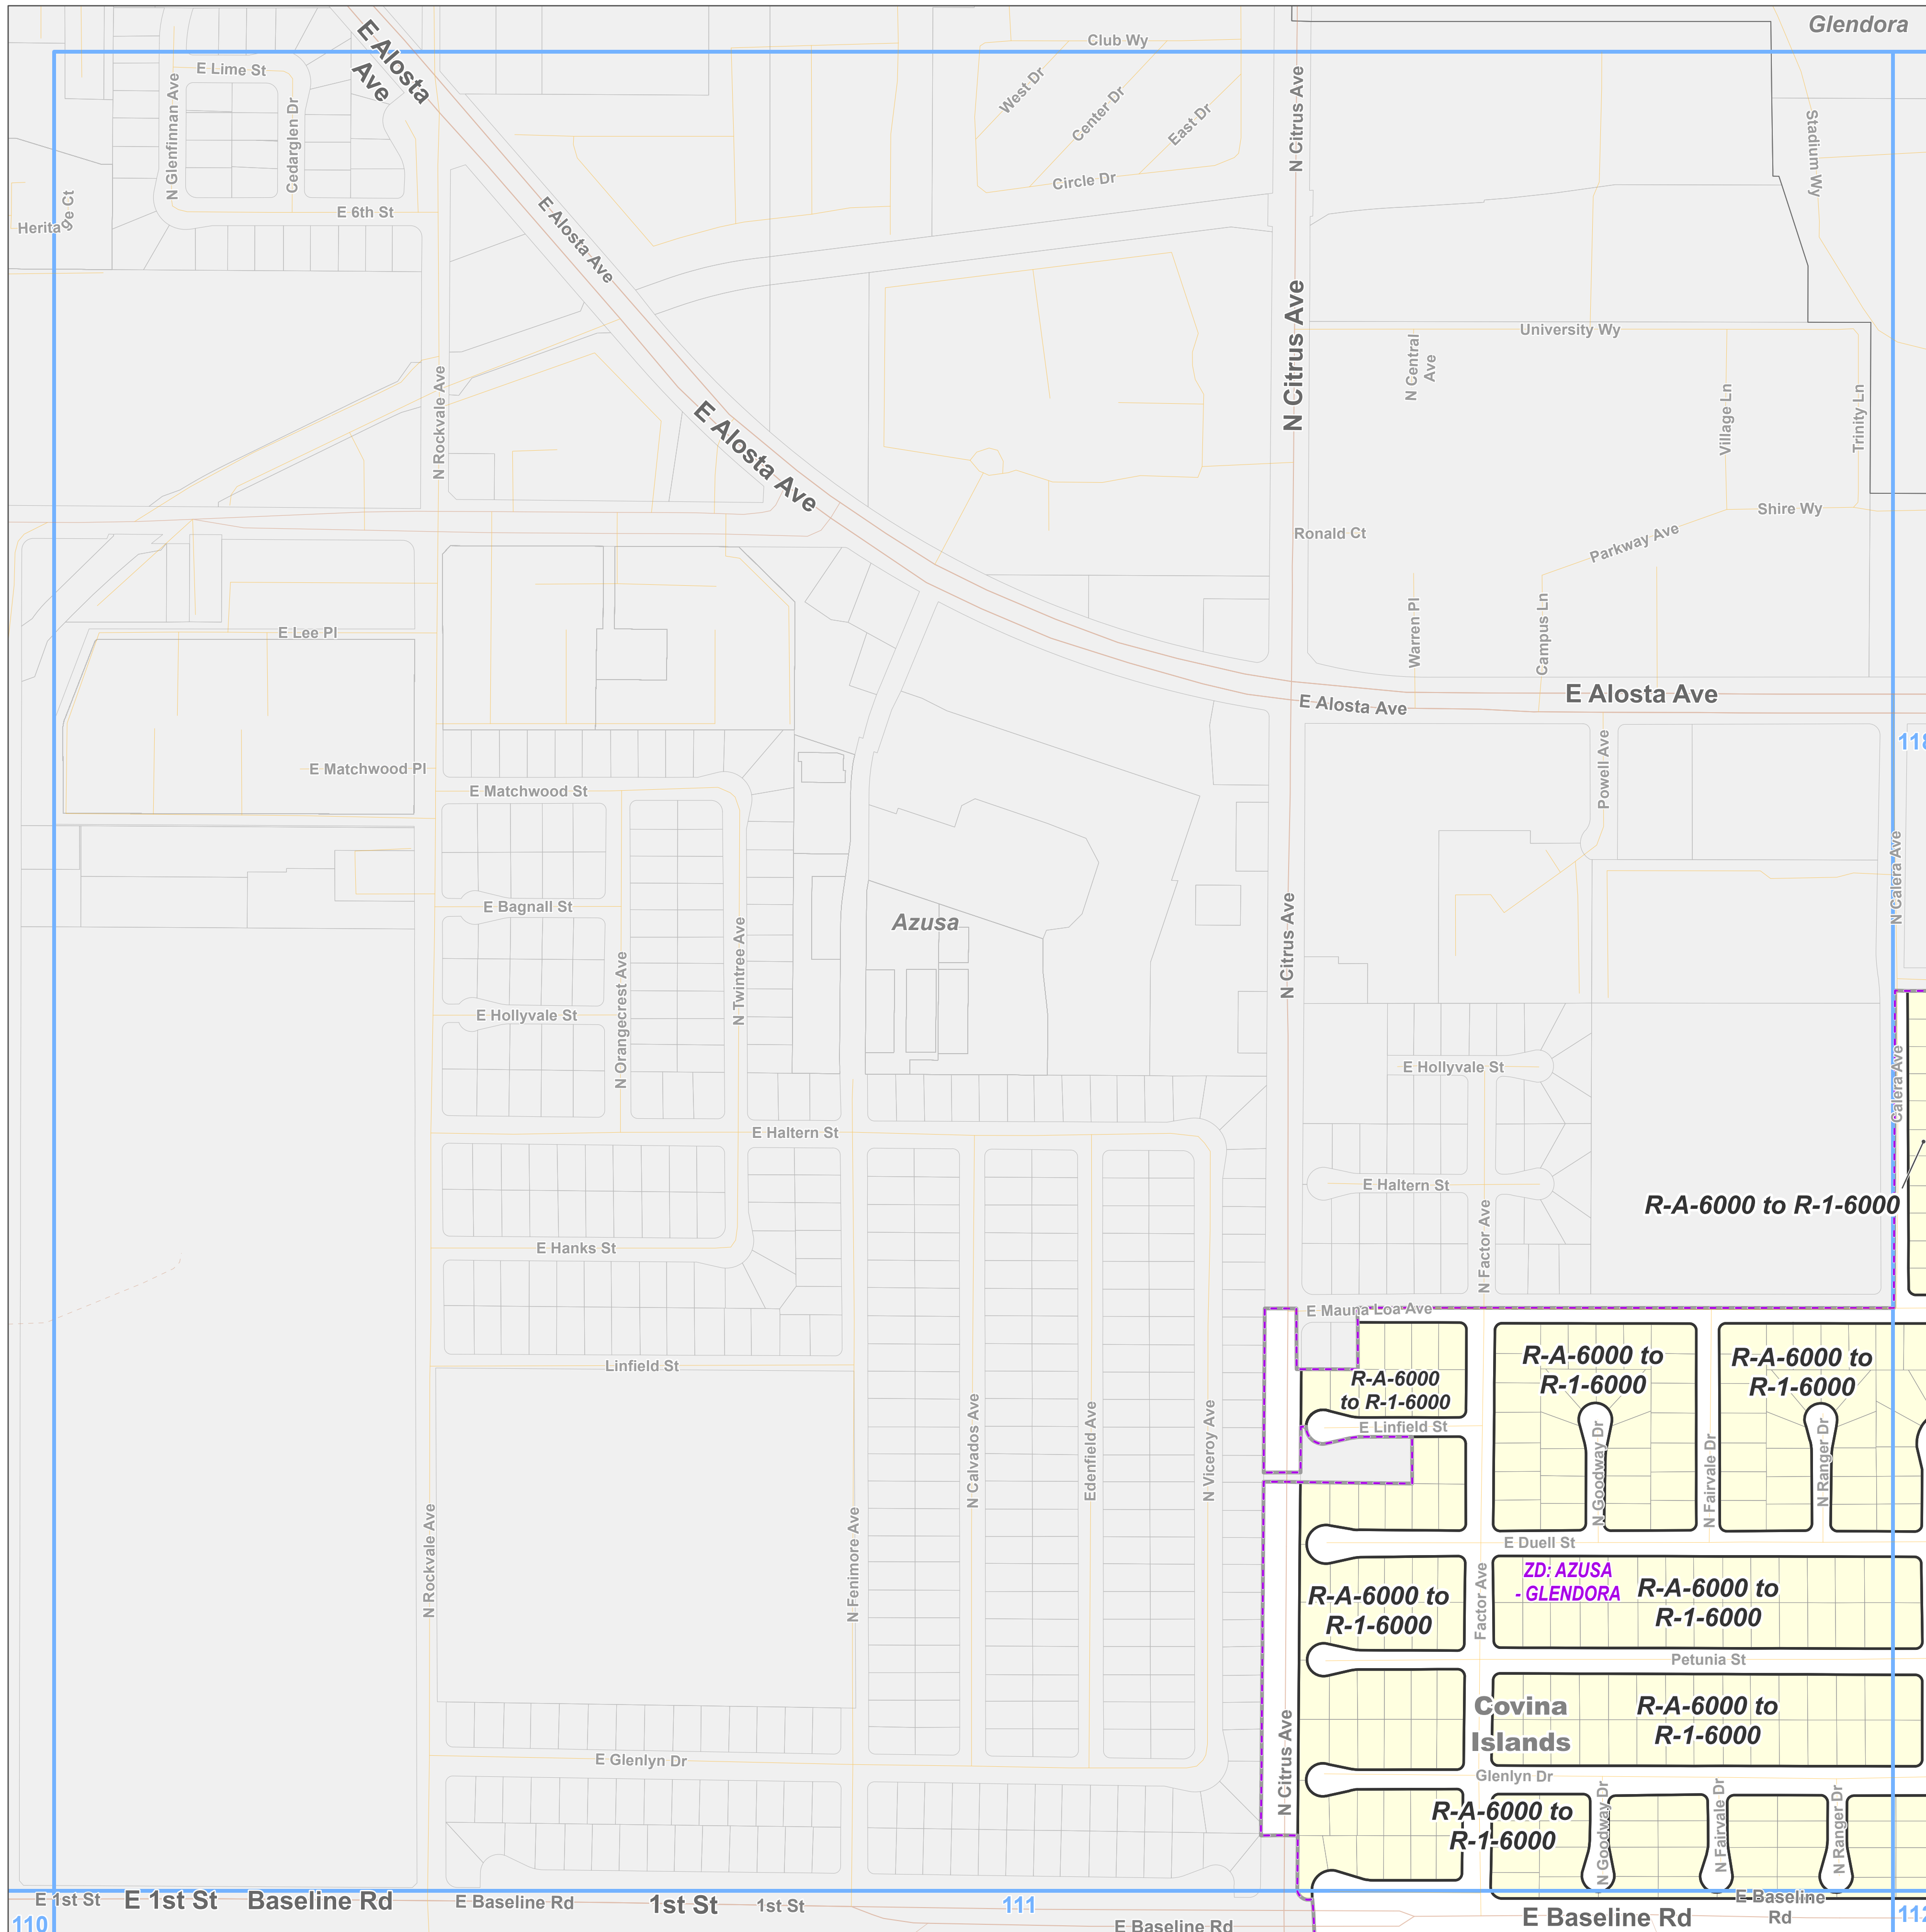 Glendora
Club Wy
E Alosta
Ave
E Lime St
N Glenfinnan Ave
Cedarglen Dr
West Dr
Center Dr
East Dr
N Citrus Ave
Stadium Wy
Circle Dr
E 6th St
Heritage Ct
E Alosta Ave
N Citrus Ave
University Wy
N Central
Ave
N Rockvale Ave
E Alosta Ave
Village Ln
Trinity Ln
Shire Wy
Ronald Ct
Parkway Ave
E Lee Pl
Warren Pl
Campus Ln
E Alosta Ave
E Alosta Ave
118
Powell Ave
E Matchwood Pl
E Matchwood St
N Calera Ave
E Bagnall St
Azusa
N Orangecrest Ave
N Twintree Ave
N Citrus Ave
E Hollyvale St
E Hollyvale St
Calera Ave
E Haltern St
E Haltern St
R-A-6000 to R-1-6000
N Factor Ave
E Hanks St
E Mauna Loa Ave
Linfield St
R-A-6000
to R-1-6000
R-A-6000 to
R-1-6000
R-A-6000 to
R-1-6000
E Linfield St
N Calvados Ave
Edenfield Ave
N Viceroy Ave
N Goodway Dr
N Fairvale Dr
N Ranger Dr
N Rockvale Ave
N Fenimore Ave
E Duell St
ZD: AZUSA
- GLENDORA
R-A-6000 to
R-1-6000
R-A-6000 to
R-1-6000
Factor Ave
Petunia St
Covina
Islands
R-A-6000 to
R-1-6000
N Citrus Ave
E Glenlyn Dr
Glenlyn Dr
R-A-6000 to
R-1-6000
N Goodway Dr
N Fairvale Dr
N Ranger Dr
E 1st St
E 1st St
Baseline Rd
E Baseline Rd
1st St
1st St
111
E Baseline
Rd
110
E Baseline Rd
E Baseline Rd
112